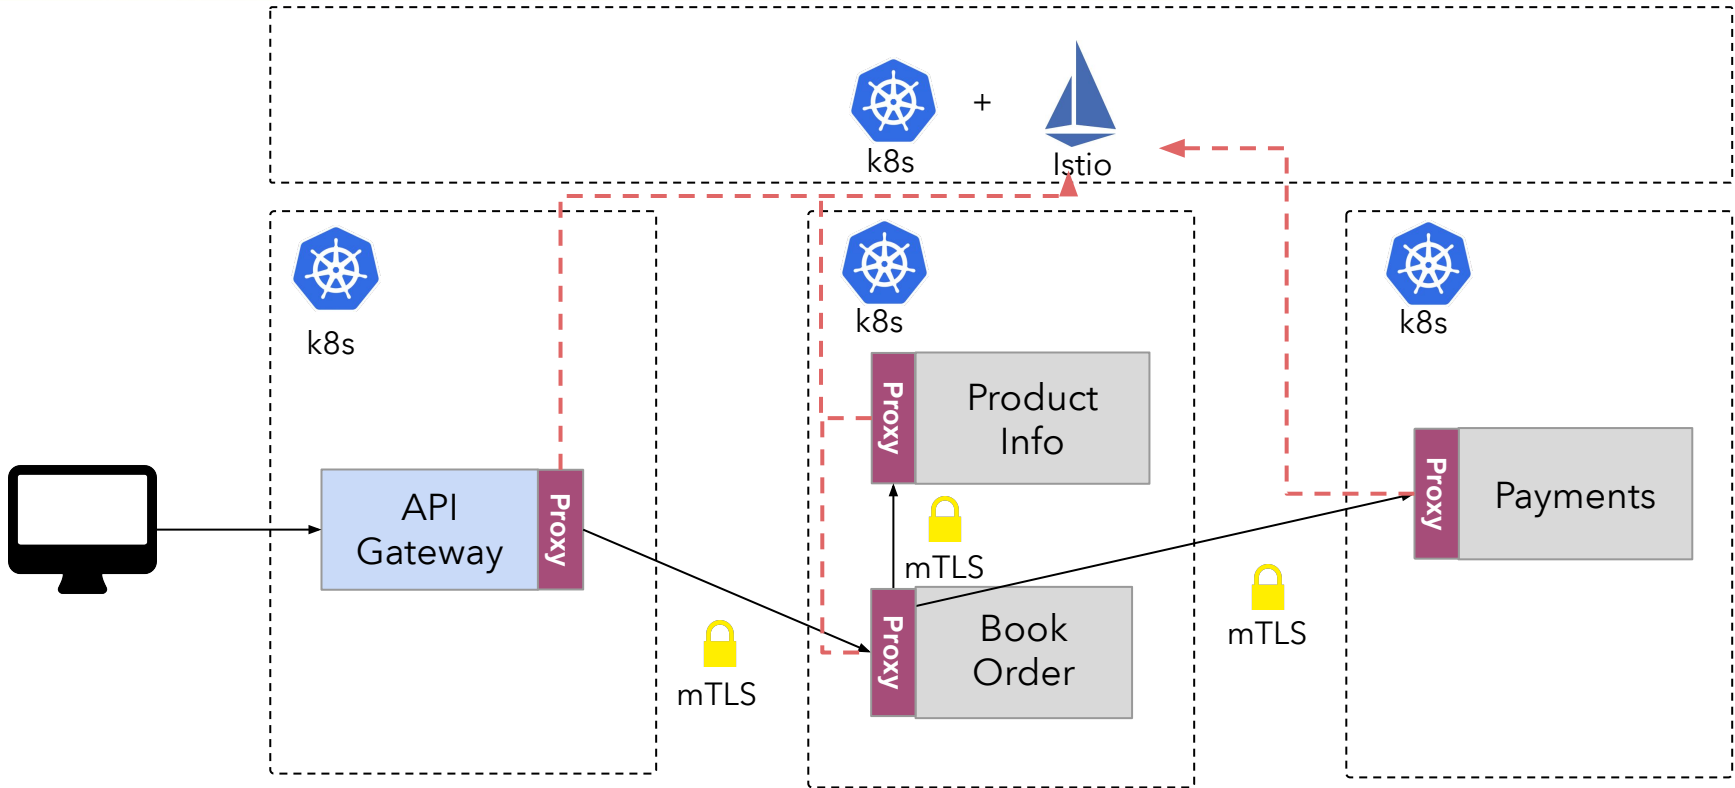 +
k8s
Istio
k8s
k8s
k8s
Proxy
Product
Info
Proxy
Payments
API
Gateway
Proxy
mTLS
mTLS
Proxy
Book
Order
mTLS